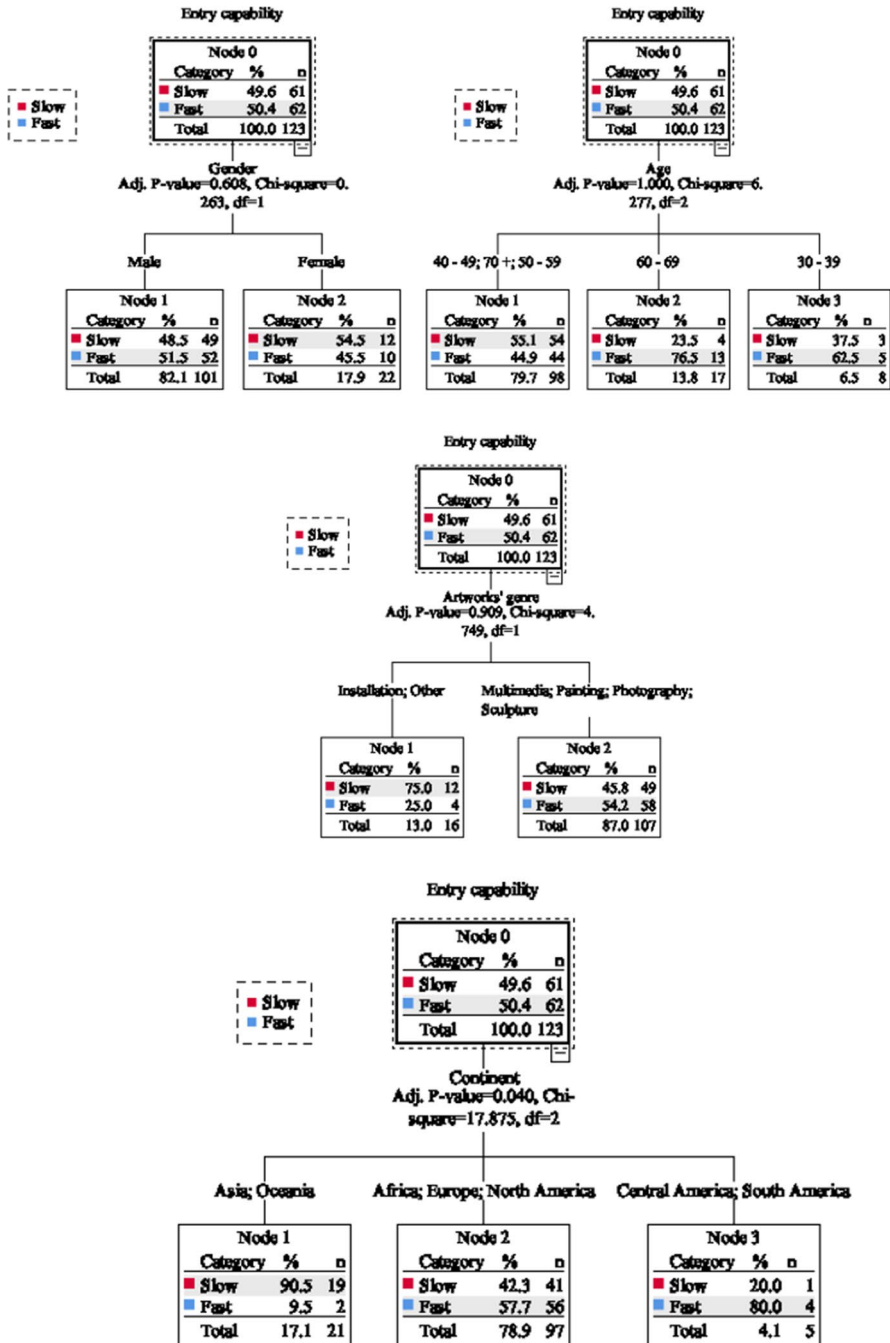 Entry capability
Node 0
Category % n
Slow 49.6 61
Fast 50.4 62
Total 100.0 123
Slow
Fast
Gender
Adj. P-value=0.608, Chi-square=0.
263, df=1
Male
Female
Node 1
Category % n
Slow 48.5 49
Fast 51.5 52
Total 82.1 101
Node 2
Category % n
Slow 54.5 12
Fast 45.5 10
Total 17.9 22
Entry capability
Node 0
Category % n
Slow 49.6 61
Fast 50.4 62
Total 100.0 123
Slow
Fast
Age
Adj. P-value=1.000, Chi-square=6.
277, df=2
40 - 49; 70 +; 50 - 59
60 - 69
30 - 39
Node 1
Category % n
Slow 55.1 54
Fast 44.9 44
Total 79.7 98
Node 2
Category % n
Slow 23.5 4
Fast 76.5 13
Total 13.8 17
Node 3
Category % n
Slow 37.5 3
Fast 62.5 5
Total 6.5 8
Entry capability
Node 0
Category % n
Slow 49.6 61
Fast 50.4 62
Total 100.0 123
Slow
Fast
Artworks' genre
Adj. P-value=0.909, Chi-square=4.
749, df=1
Installation; Other
Multimedia; Painting; Photography;
Sculpture
Node 1
Category % n
Slow 75.0 12
Fast 25.0 4
Total 13.0 16
Node 2
Category % n
Slow 45.8 49
Fast 54.2 58
Total 87.0 107
Entry capability
Node 0
Category % n
Slow 49.6 61
Fast 50.4 62
Total 100.0 123
Slow
Fast
Continent
Adj. P-value=0.040, Chi-
square=17.875, df=2
Asia; Oceania
Africa; Europe; North America
Central America; South America
Node 1
Category % n
Slow 90.5 19
Fast 9.5 2
Total 17.1 21
Node 2
Category % n
Slow 42.3 41
Fast 57.7 56
Total 78.9 97
Node 3
Category % n
Slow 20.0 1
Fast 80.0 4
Total 4.1 5